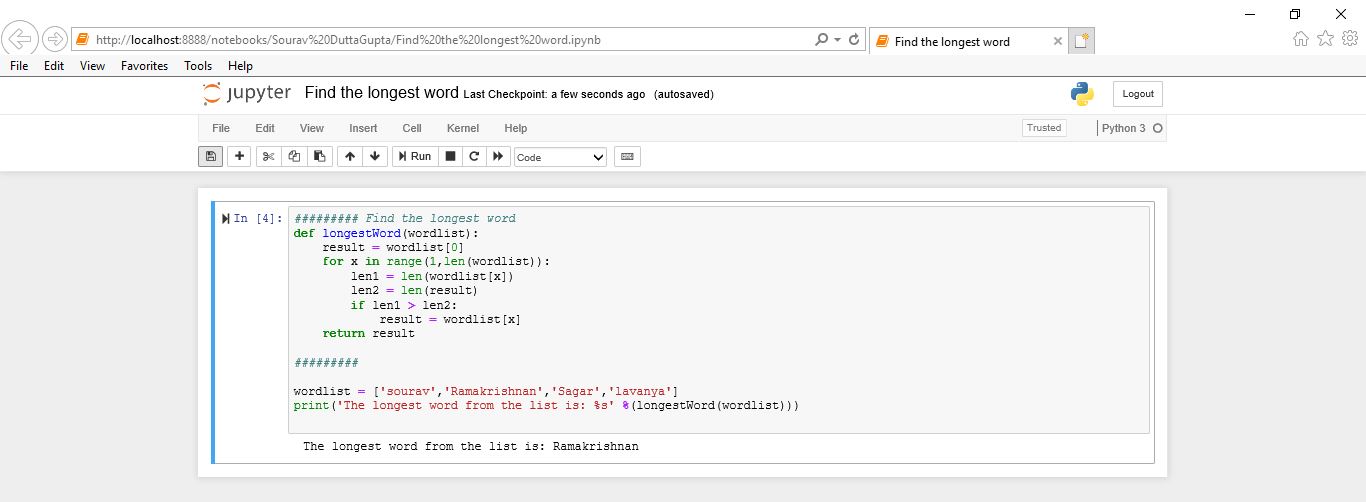 http://localhost:8888/notebooks/Sourav%20DuttaGupta/Find%20the%20longest%20word.ipynb
Find the longest word
File Edit View Favorites Tools Help
jupyter Find the longest word Last Checkpoint: a few seconds ago (autosaved)
Logout
File Edit View Insert Cell Kernel Help
Trusted
Python 3
Run
Code
In [4]:
######### Find the longest word
def longestWord(wordlist):
    result = wordlist[0]
    for x in range(1,len(wordlist)):
        len1 = len(wordlist[x])
        len2 = len(result)
        if len1 > len2:
            result = wordlist[x]
    return result
#########
wordlist = ['sourav','Ramakrishnan','Sagar','lavanya']
print('The longest word from the list is: %s' %(longestWord(wordlist)))
The longest word from the list is: Ramakrishnan